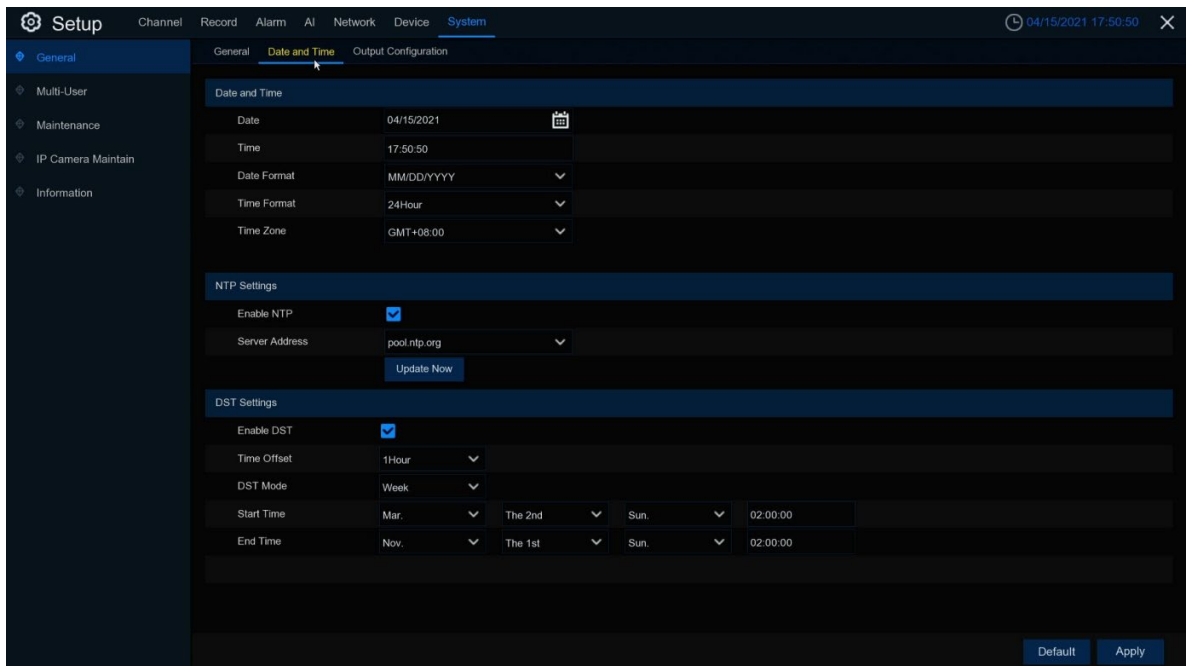 Setup Channel Record Alarm AI Network Device System 04/15/2021 17:50:50
General Date and Time Output Configuration
General
Multi-User
Maintenance
IP Camera Maintain
Information
Date and Time
Date 04/15/2021
Time 17:50:50
Date Format MM/DD/YYYY
Time Format 24Hour
Time Zone GMT+08:00
NTP Settings
Enable NTP
Server Address pool.ntp.org
Update Now
DST Settings
Enable DST
Time Offset 1Hour
DST Mode Week
Start Time Mar. The 2nd Sun. 02:00:00
End Time Nov. The 1st Sun. 02:00:00
Default Apply